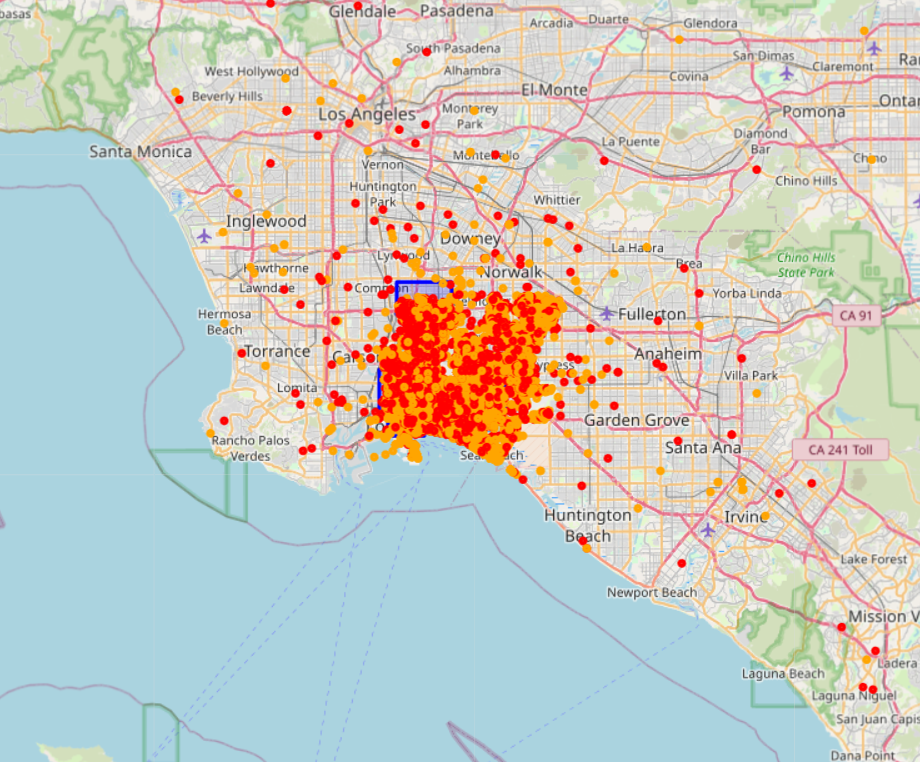 basas
Glendale
Pasadena
Arcadia
Duarte
Glendora
South Pasadena
San Dimas
Claremont
Ra
West Hollywood
Alhambra
Covina
Beverly Hills
El Monte
Ontar
Los Angeles
Monterey
Park
Pomona
Santa Monica
La Puente
Diamond
Bar
Vernon
Chino
Huntington
Park
Chino Hills
Whittier
Inglewood
Downey
La Habra
Brea
Chino Hills
State Park
Hawthorne
Norwalk
Lawndale
Yorba Linda
Hermosa
Beach
Fullerton
CA 91
Torrance
Anaheim
Villa Park
Lomita
Garden Grove
Rancho Palos
Verdes
Santa Ana
CA 241 Toll
Huntington
Beach
Irvine
Lake Forest
Newport Beach
Mission V
Laguna Beach
Ladera
Laguna Niguel
San Juan Capis
Dana Point